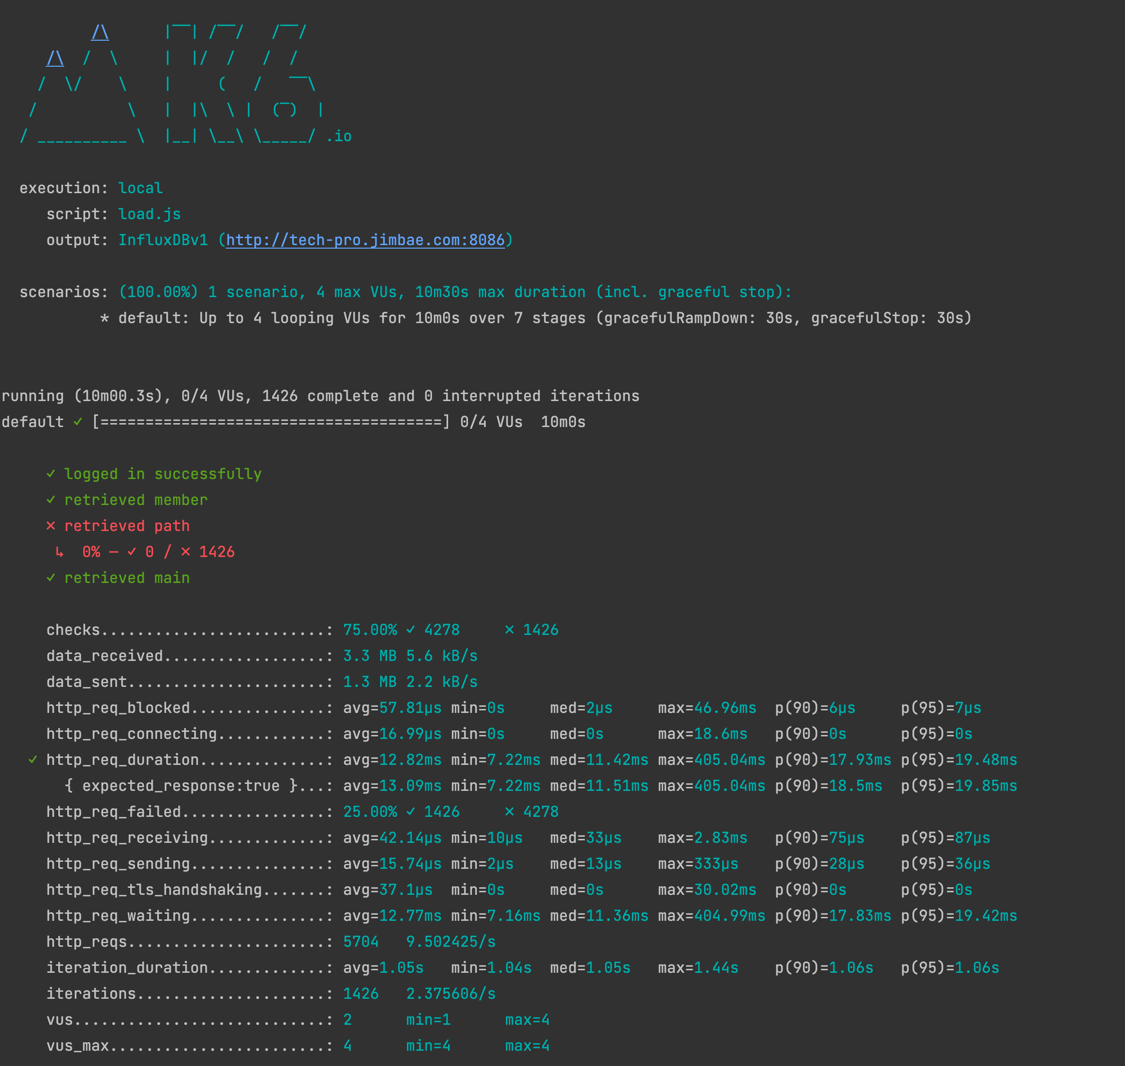 /\      |‾‾| /‾‾/   /‾‾/
/\  /  \     |  |/  /   /  /
/  \/    \    |     (   /   ‾‾\
/          \   |  |\  \ |  (‾)  |
/ __________ \  |__| \__\ \_____/ .io
execution: local
script: load.js
output: InfluxDBv1 (http://tech-pro.jimbae.com:8086)
scenarios: (100.00%) 1 scenario, 4 max VUs, 10m30s max duration (incl. graceful stop):
* default: Up to 4 looping VUs for 10m0s over 7 stages (gracefulRampDown: 30s, gracefulStop: 30s)
running (10m00.3s), 0/4 VUs, 1426 complete and 0 interrupted iterations
default ✓ [======================================] 0/4 VUs  10m0s
✓ logged in successfully
✓ retrieved member
✗ retrieved path
↳  0% — ✓ 0 / ✗ 1426
✓ retrieved main
checks.........................: 75.00% ✓ 4278     ✗ 1426
data_received..................: 3.3 MB 5.6 kB/s
data_sent......................: 1.3 MB 2.2 kB/s
http_req_blocked...............: avg=57.81µs min=0s     med=2µs     max=46.96ms  p(90)=6µs     p(95)=7µs
http_req_connecting............: avg=16.99µs min=0s     med=0s      max=18.6ms   p(90)=0s      p(95)=0s
✓ http_req_duration..............: avg=12.82ms min=7.22ms med=11.42ms max=405.04ms p(90)=17.93ms p(95)=19.48ms
{ expected_response:true }...: avg=13.09ms min=7.22ms med=11.51ms max=405.04ms p(90)=18.5ms  p(95)=19.85ms
http_req_failed................: 25.00% ✓ 1426     ✗ 4278
http_req_receiving.............: avg=42.14µs min=10µs   med=33µs    max=2.83ms   p(90)=75µs    p(95)=87µs
http_req_sending...............: avg=15.74µs min=2µs    med=13µs    max=333µs    p(90)=28µs    p(95)=36µs
http_req_tls_handshaking.......: avg=37.1µs  min=0s     med=0s      max=30.02ms  p(90)=0s      p(95)=0s
http_req_waiting...............: avg=12.77ms min=7.16ms med=11.36ms max=404.99ms p(90)=17.83ms p(95)=19.42ms
http_reqs......................: 5704   9.502425/s
iteration_duration.............: avg=1.05s   min=1.04s  med=1.05s   max=1.44s    p(90)=1.06s   p(95)=1.06s
iterations.....................: 1426   2.375606/s
vus............................: 2      min=1      max=4
vus_max........................: 4      min=4      max=4